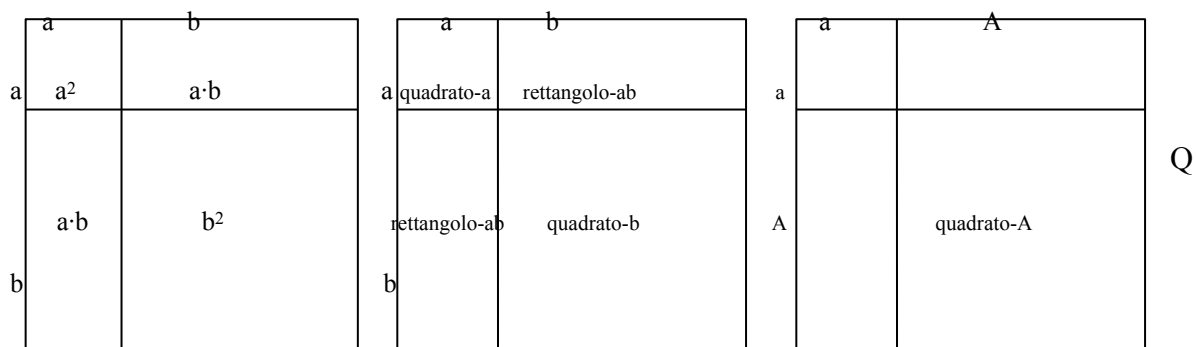 a b
a a² a·b
a·b b²
b
a b
a quadrato-a rettangolo-ab
rettangolo-ab quadrato-b
b
a A
a
Q
A quadrato-A